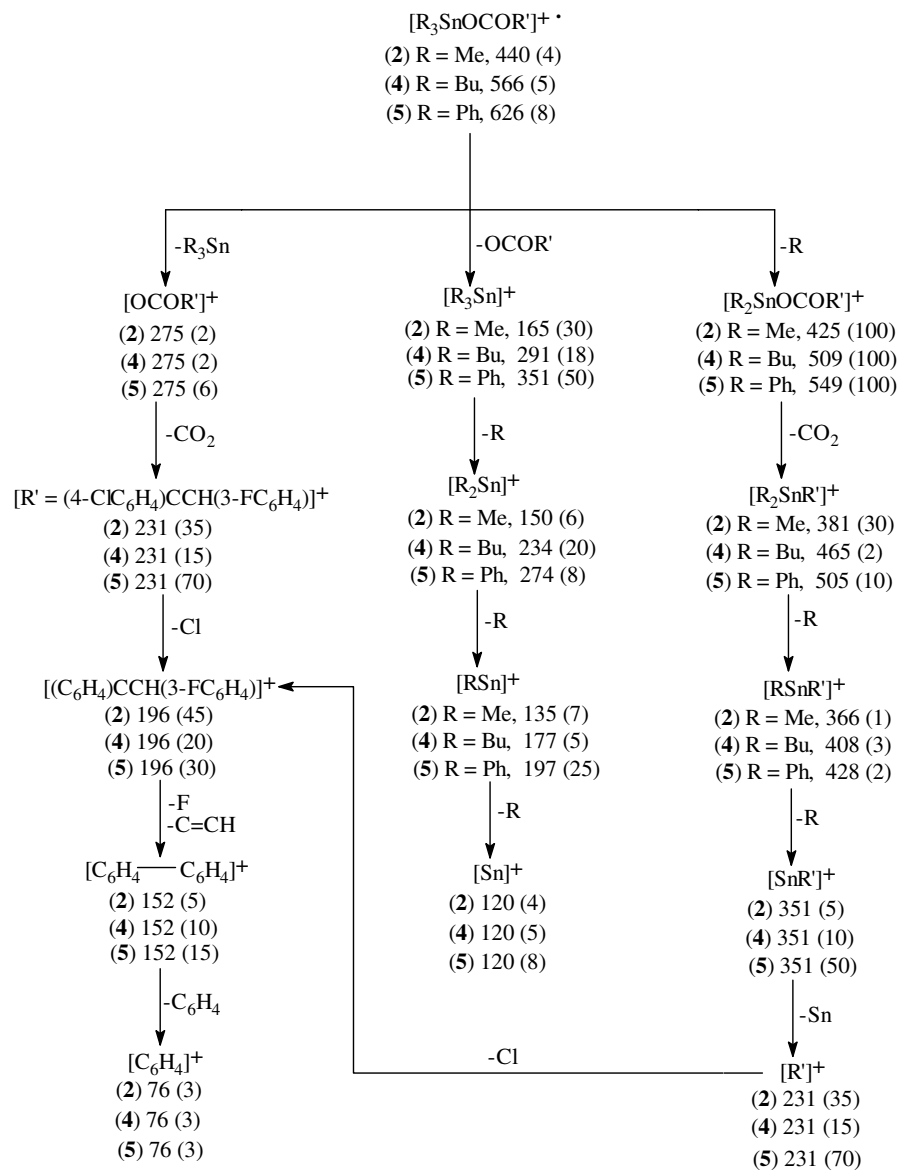 [R₃SnOCOR']⁺ ·
(2) R = Me, 440 (4)
(4) R = Bu, 566 (5)
(5) R = Ph, 626 (8)
-R₃Sn
-OCOR'
-R
[OCOR']⁺
(2) 275 (2)
(4) 275 (2)
(5) 275 (6)
[R₃Sn]⁺
(2) R = Me, 165 (30)
(4) R = Bu, 291 (18)
(5) R = Ph, 351 (50)
[R₂SnOCOR']⁺
(2) R = Me, 425 (100)
(4) R = Bu, 509 (100)
(5) R = Ph, 549 (100)
-CO₂
-R
-CO₂
[R' = (4-ClC₆H₄)CCH(3-FC₆H₄)]⁺
(2) 231 (35)
(4) 231 (15)
(5) 231 (70)
[R₂Sn]⁺
(2) R = Me, 150 (6)
(4) R = Bu, 234 (20)
(5) R = Ph, 274 (8)
[R₂SnR']⁺
(2) R = Me, 381 (30)
(4) R = Bu, 465 (2)
(5) R = Ph, 505 (10)
-Cl
-R
-R
[(C₆H₄)CCH(3-FC₆H₄)]⁺
(2) 196 (45)
(4) 196 (20)
(5) 196 (30)
[RSn]⁺
(2) R = Me, 135 (7)
(4) R = Bu, 177 (5)
(5) R = Ph, 197 (25)
[RSnR']⁺
(2) R = Me, 366 (1)
(4) R = Bu, 408 (3)
(5) R = Ph, 428 (2)
-F
-C=CH
-R
-R
[C₆H₄ — C₆H₄]⁺
(2) 152 (5)
(4) 152 (10)
(5) 152 (15)
[Sn]⁺
(2) 120 (4)
(4) 120 (5)
(5) 120 (8)
[SnR']⁺
(2) 351 (5)
(4) 351 (10)
(5) 351 (50)
-C₆H₄
-Sn
-Cl
[C₆H₄]⁺
(2) 76 (3)
(4) 76 (3)
(5) 76 (3)
[R']⁺
(2) 231 (35)
(4) 231 (15)
(5) 231 (70)